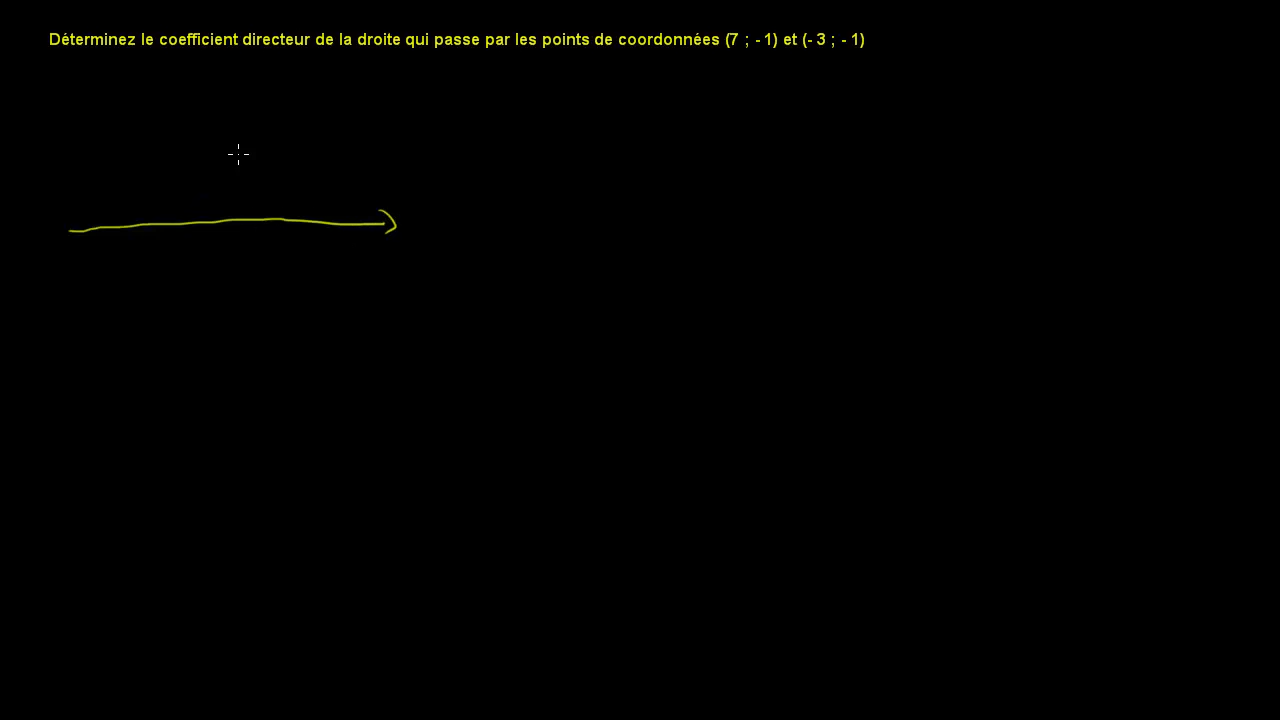 Déterminez le coefficient directeur de la droite qui passe par les points de coordonnées (7 ; - 1) et (- 3 ; - 1)